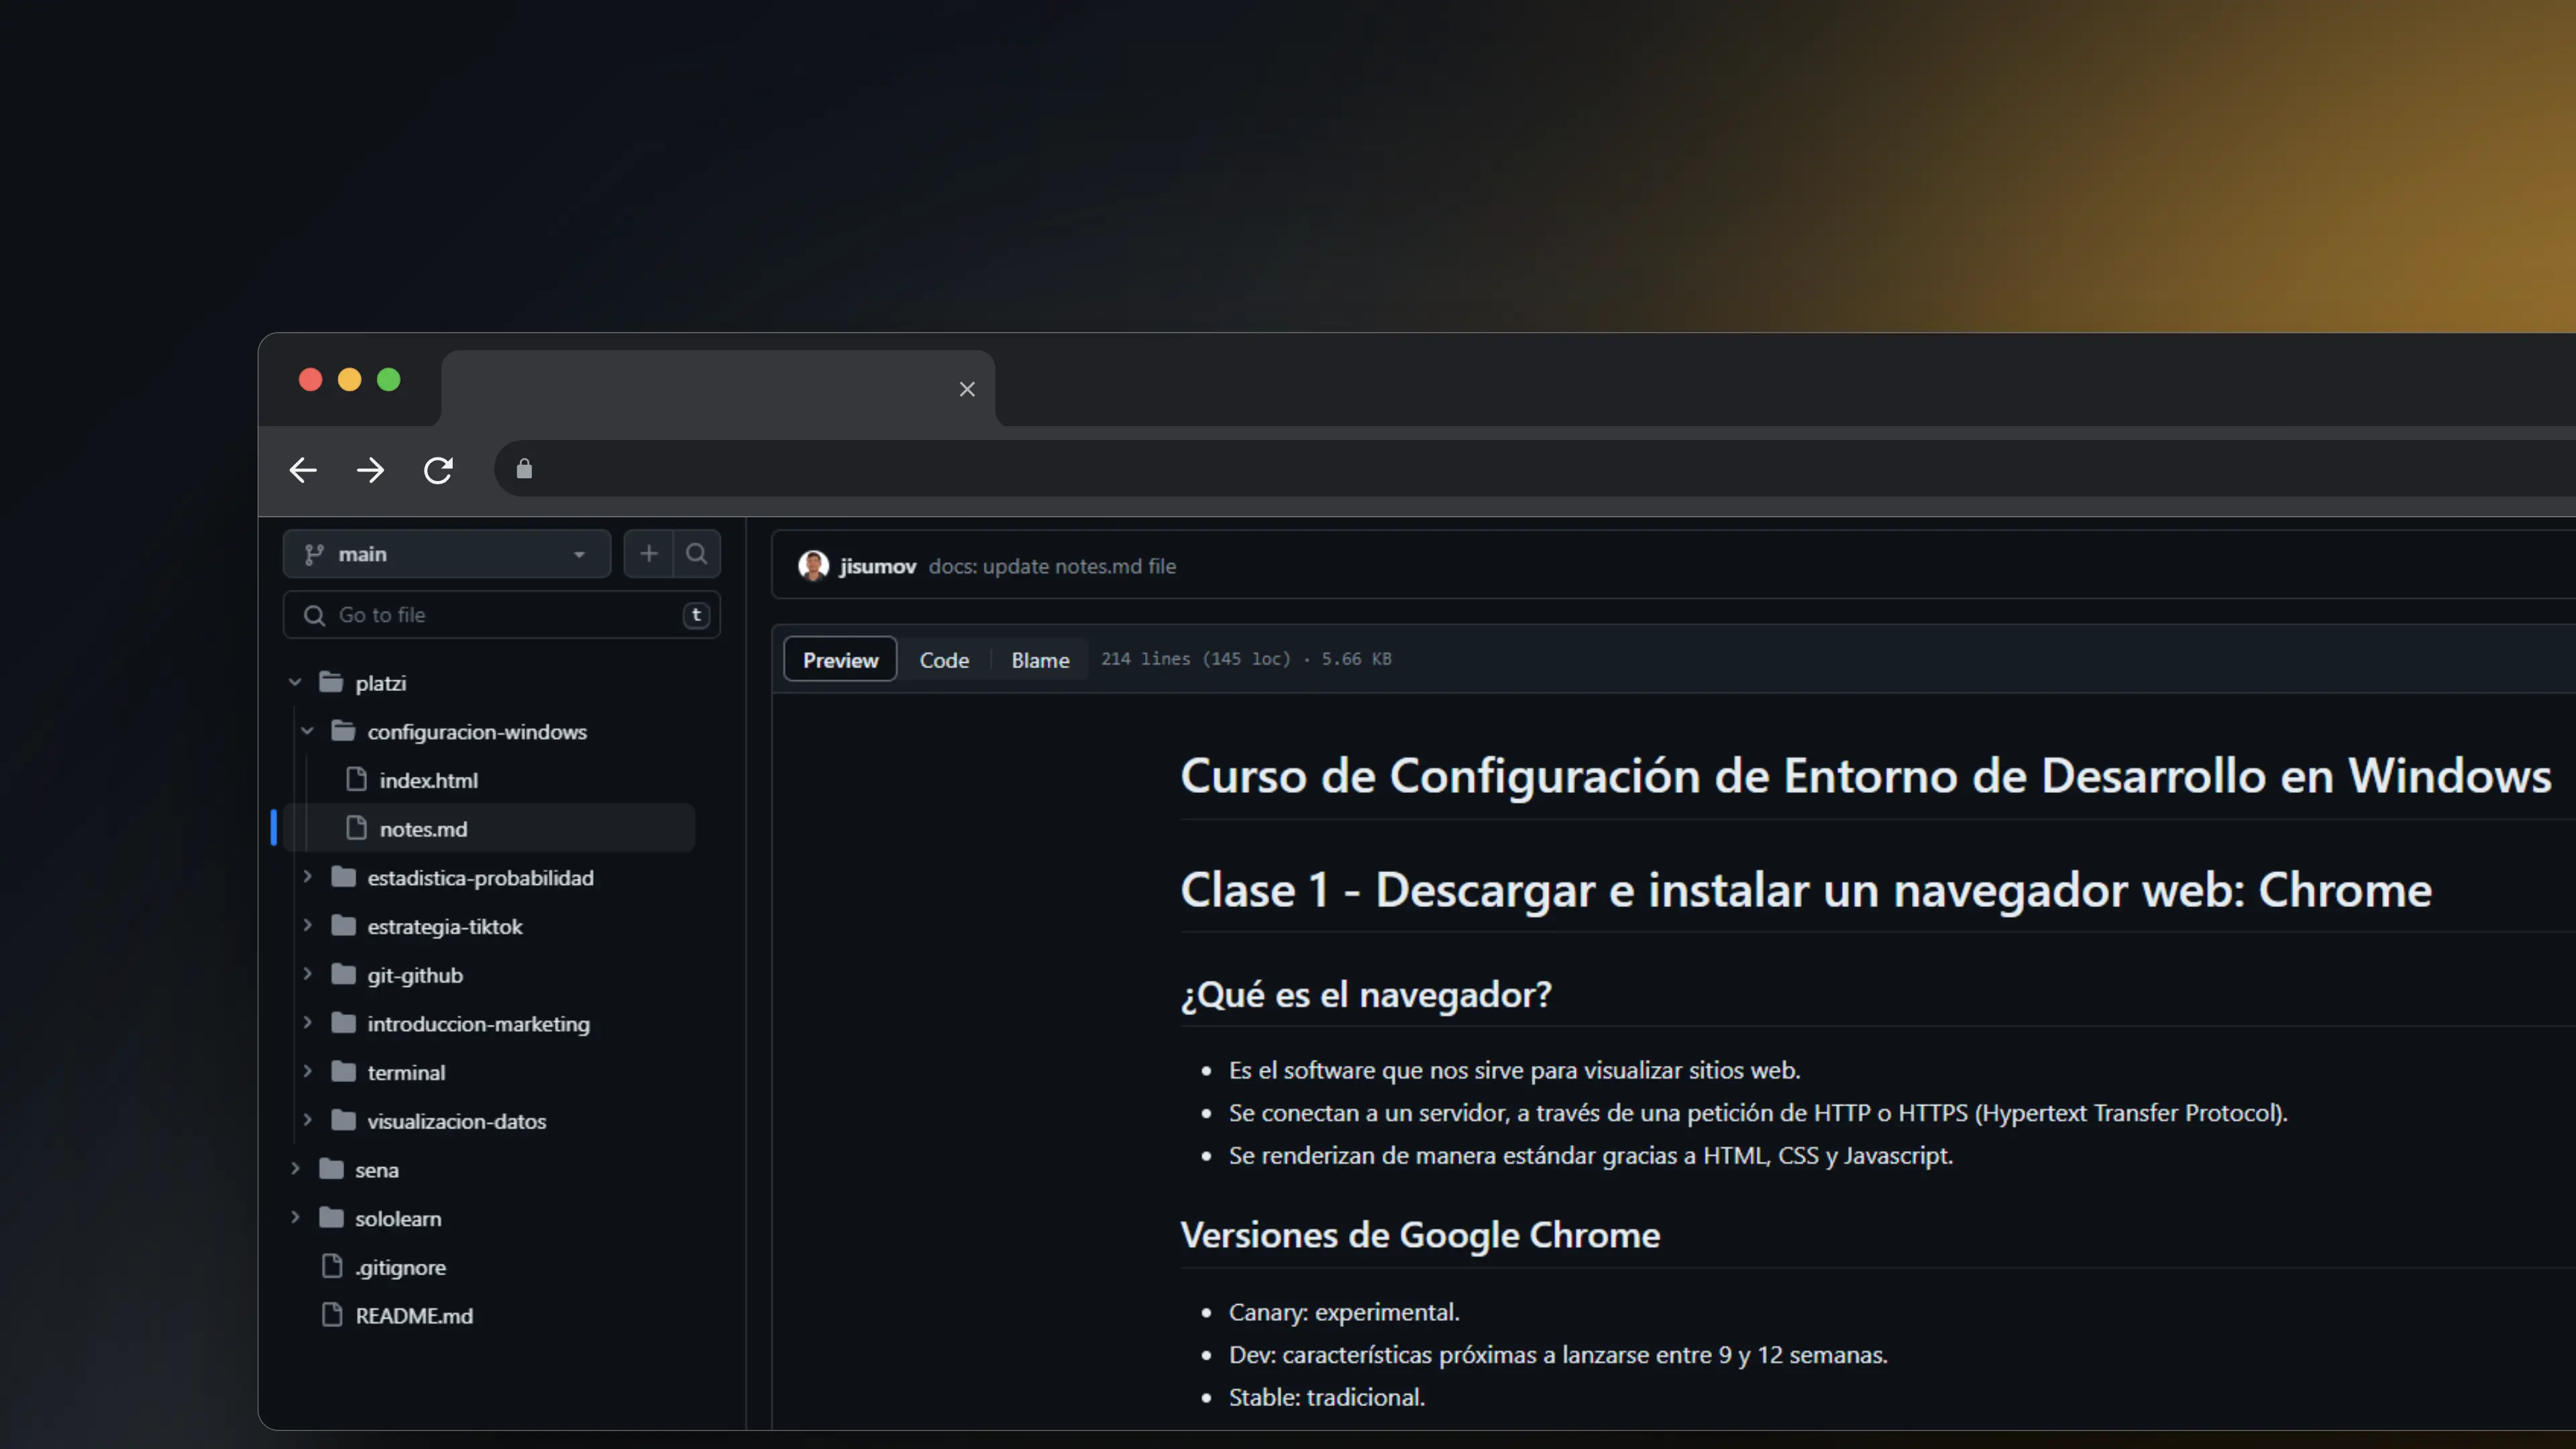 main
Go to file
t
platzi
configuracion-windows
index.html
notes.md
estadistica-probabilidad
estrategia-tiktok
git-github
introduccion-marketing
terminal
visualizacion-datos
sena
sololearn
.gitignore
README.md
jisumov docs: update notes.md file
Preview Code Blame 214 lines (145 loc) · 5.66 KB
Curso de Configuración de Entorno de Desarrollo en Windows
Clase 1 - Descargar e instalar un navegador web: Chrome
¿Qué es el navegador?
• Es el software que nos sirve para visualizar sitios web.
• Se conectan a un servidor, a través de una petición de HTTP o HTTPS (Hypertext Transfer Protocol).
• Se renderizan de manera estándar gracias a HTML, CSS y Javascript.
Versiones de Google Chrome
• Canary: experimental.
• Dev: características próximas a lanzarse entre 9 y 12 semanas.
• Stable: tradicional.